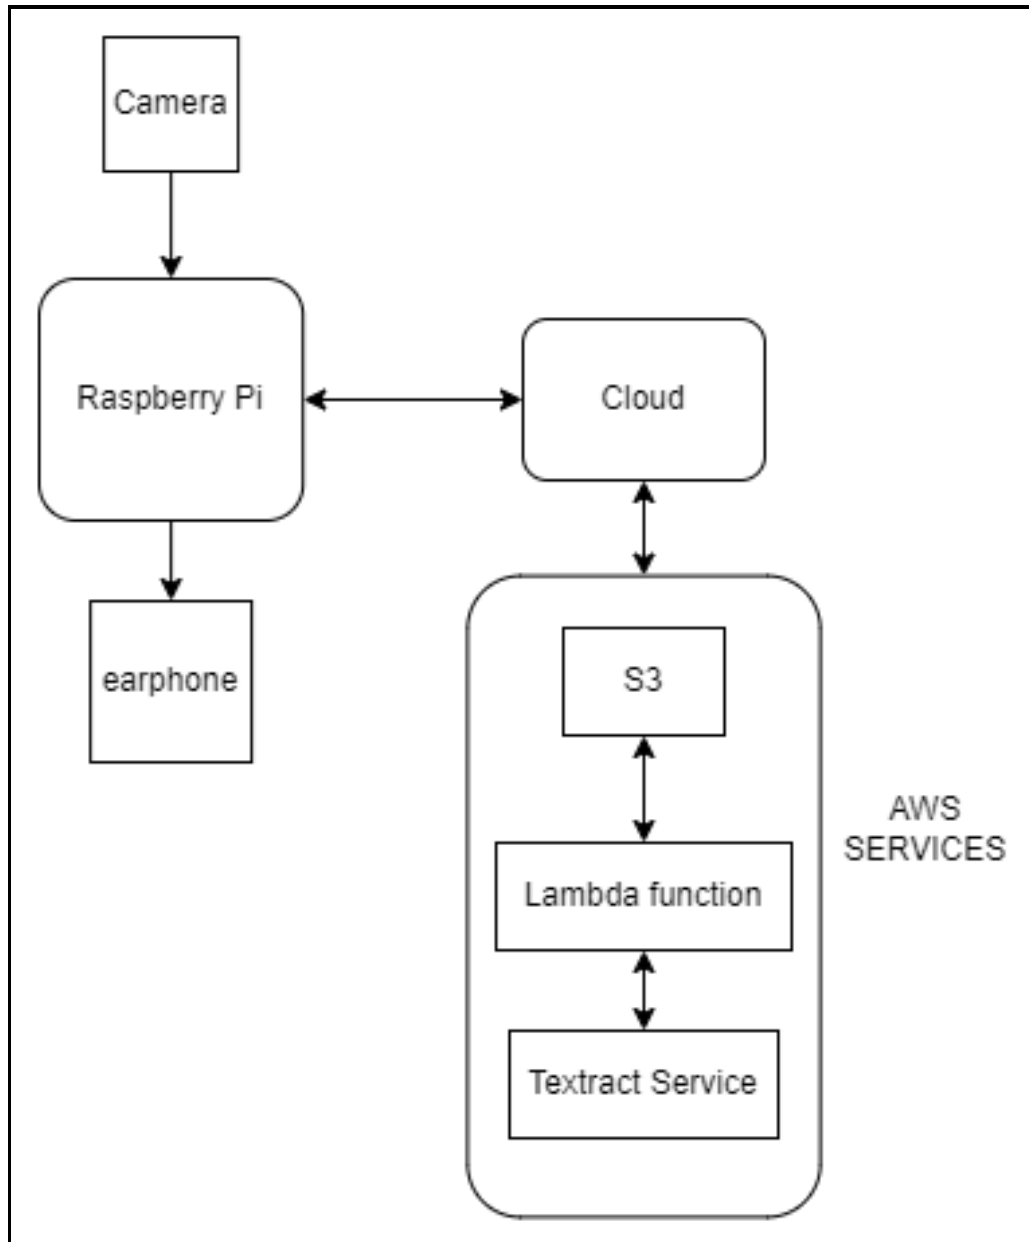 Camera
Raspberry Pi
Cloud
earphone
S3
AWS
SERVICES
Lambda function
Textract Service